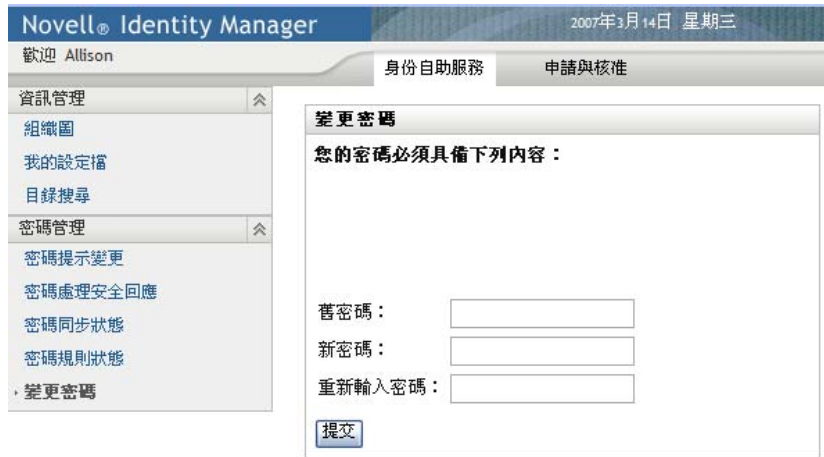 Novell® Identity Manager
2007年3月14日 星期三
歡迎 Allison
身份自助服務
申請與核准
資訊管理
組織圖
我的設定檔
目錄搜尋
密碼管理
密碼提示變更
密碼處理安全回應
密碼同步狀態
密碼規則狀態
變更密碼
變更密碼
您的密碼必須具備下列內容：
舊密碼：
新密碼：
重新輸入密碼：
提交